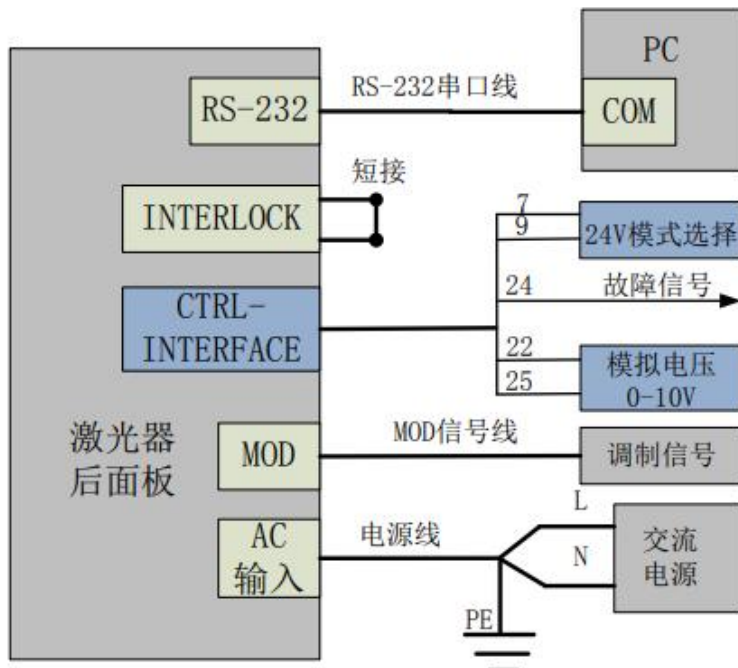 PC
RS-232
RS-232串口线
COM
短接
INTERLOCK
7
9
24V模式选择
24
故障信号
CTRL-
INTERFACE
22
25
模拟电压
0-10V
激光器
后面板
MOD
MOD信号线
调制信号
AC
输入
电源线
L
N
交流
电源
PE